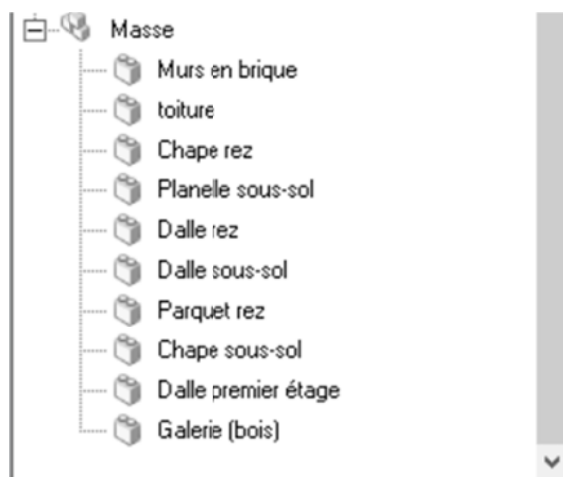 Masse
Murs en brique
toiture
Chape rez
Planelle sous-sol
Dalle rez
Dalle sous-sol
Parquet rez
Chape sous-sol
Dalle premier étage
Galerie (bois)